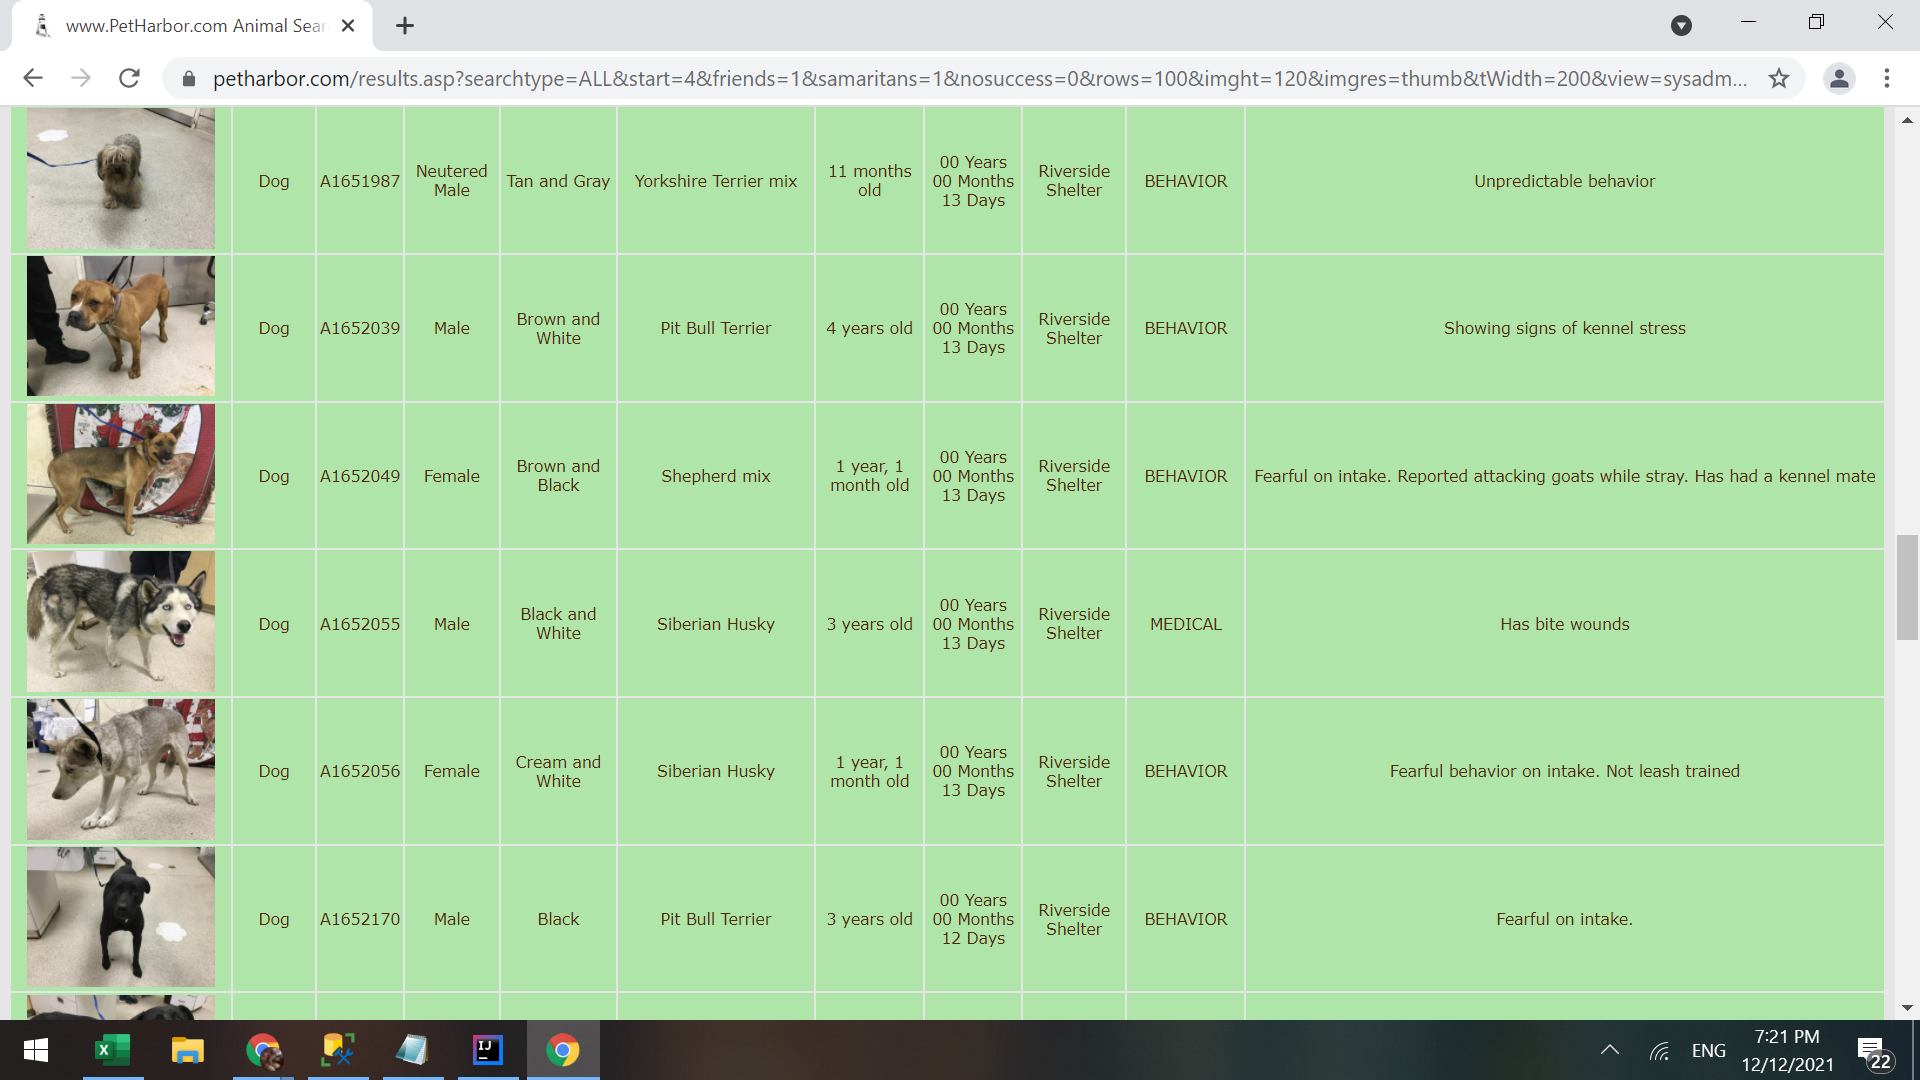 www.PetHarbor.com Animal Sear
petharbor.com/results.asp?searchtype=ALL&start=4&friends=1&samaritans=1&nosuccess=0&rows=100&imght=120&imgres=thumb&tWidth=200&view=sysadm...
Dog
A1651987
Neutered
Male
Tan and Gray
Yorkshire Terrier mix
11 months
old
00 Years
00 Months
13 Days
Riverside
Shelter
BEHAVIOR
Unpredictable behavior
Dog
A1652039
Male
Brown and
White
Pit Bull Terrier
4 years old
00 Years
00 Months
13 Days
Riverside
Shelter
BEHAVIOR
Showing signs of kennel stress
Dog
A1652049
Female
Brown and
Black
Shepherd mix
1 year, 1
month old
00 Years
00 Months
13 Days
Riverside
Shelter
BEHAVIOR
Fearful on intake. Reported attacking goats while stray. Has had a kennel mate
Dog
A1652055
Male
Black and
White
Siberian Husky
3 years old
00 Years
00 Months
13 Days
Riverside
Shelter
MEDICAL
Has bite wounds
Dog
A1652056
Female
Cream and
White
Siberian Husky
1 year, 1
month old
00 Years
00 Months
13 Days
Riverside
Shelter
BEHAVIOR
Fearful behavior on intake. Not leash trained
Dog
A1652170
Male
Black
Pit Bull Terrier
3 years old
00 Years
00 Months
12 Days
Riverside
Shelter
BEHAVIOR
Fearful on intake.
X
IJ
ENG
7:21 PM
12/12/2021
22